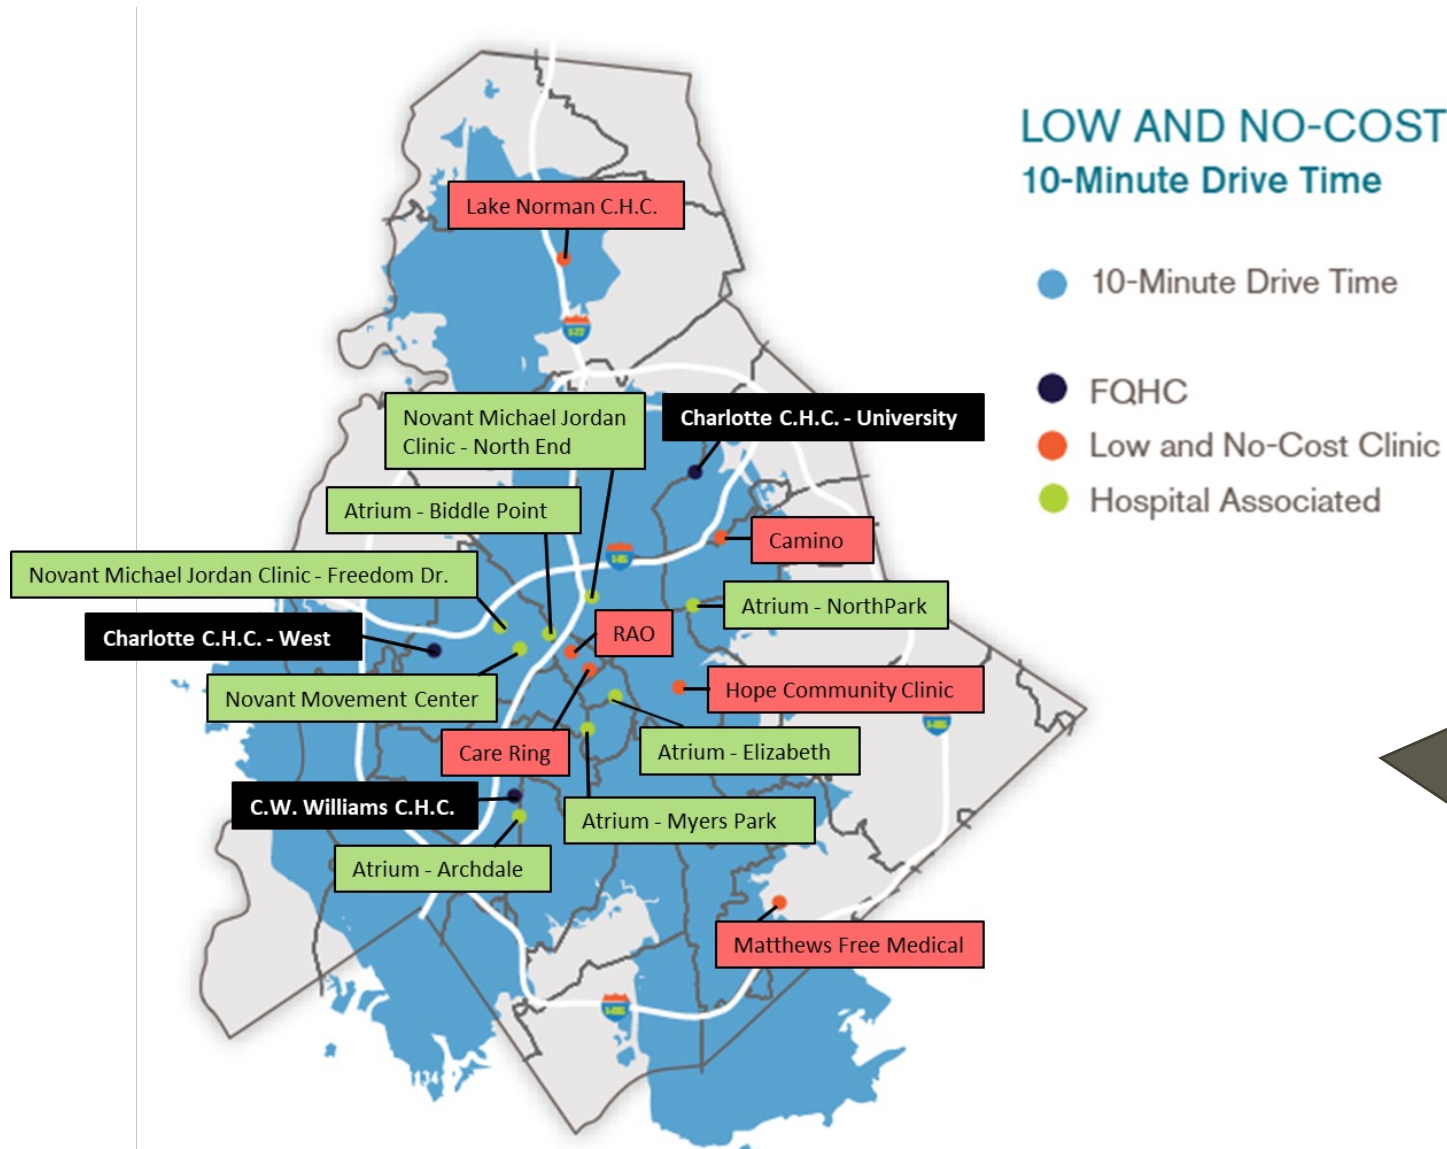 LOW AND NO-COST
10-Minute Drive Time
10-Minute Drive Time
FQHC
Low and No-Cost Clinic
Hospital Associated
Lake Norman C.H.C.
I-77
Novant Michael Jordan
Clinic - North End
Charlotte C.H.C. - University
Atrium - Biddle Point
Camino
Novant Michael Jordan Clinic - Freedom Dr.
Atrium - NorthPark
Charlotte C.H.C. - West
RAO
Novant Movement Center
Hope Community Clinic
Care Ring
Atrium - Elizabeth
C.W. Williams C.H.C.
Atrium - Myers Park
Atrium - Archdale
Matthews Free Medical